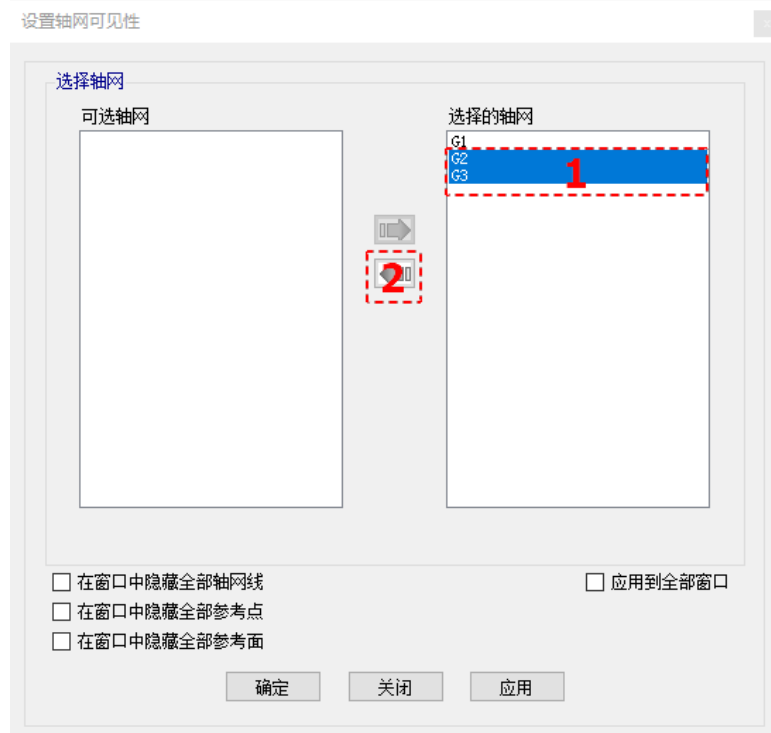 设置轴网可见性
选择轴网
可选轴网
选择的轴网
G1
G2
G3
1
2
在窗口中隐藏全部轴网线
应用到全部窗口
在窗口中隐藏全部参考点
在窗口中隐藏全部参考面
确定
关闭
应用